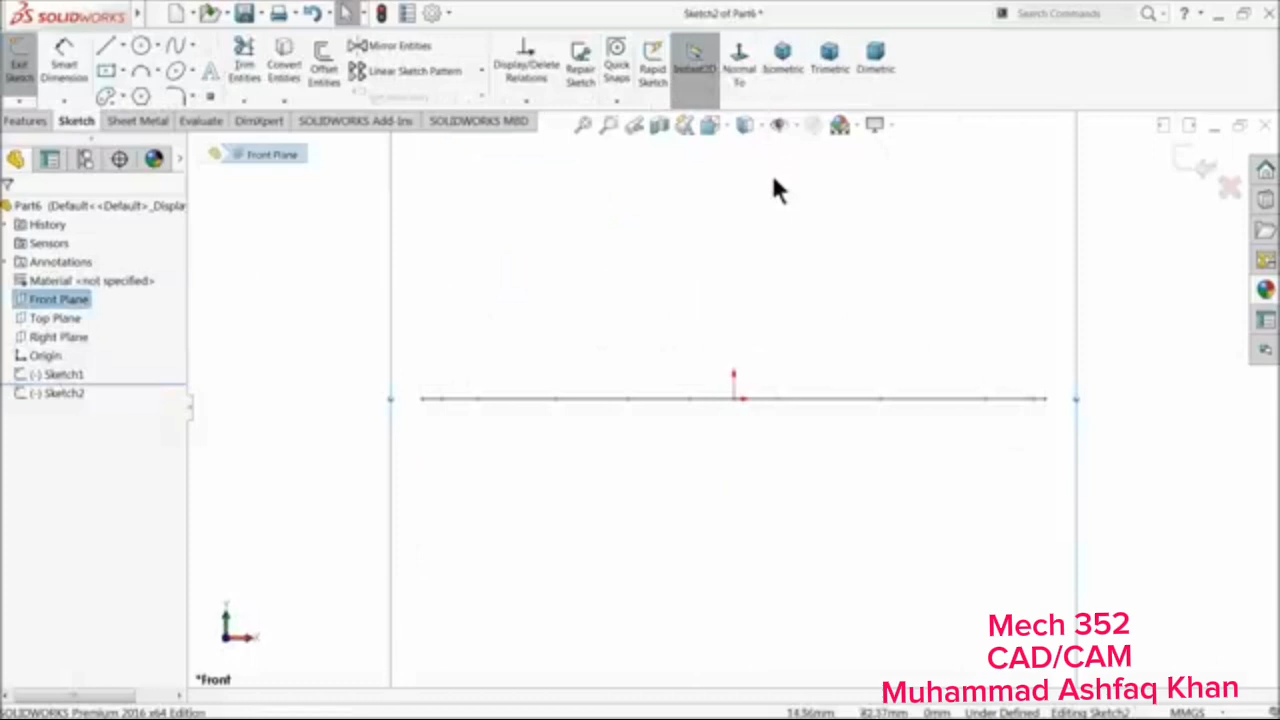 SOLIDWORKS
Sketch2 of Part6 *
Search Commands
?
Exit Sketch
Smart Dimension
Trim Entities
Convert Entities
Offset Entities
Mirror Entities
Linear Sketch Pattern
Display/Delete Relations
Repair Sketch
Quick Snaps
Rapid Sketch
Instant2D
Normal To
Isometric
Trimetric
Dimetric
Features
Sketch
Sheet Metal
Evaluate
DimXpert
SOLIDWORKS Add-Ins
SOLIDWORKS MBD
Front Plane
Part6 (Default<<Default>_Displa
History
Sensors
Annotations
Material <not specified>
Front Plane
Top Plane
Right Plane
Origin
(-) Sketch1
(-) Sketch2
*Front
Mech 352
CAD/CAM
Muhammad Ashfaq Khan
SOLIDWORKS Premium 2016 x64 Edition
14.56mm
0mm
Under Defined
Editing Sketch2
MMGS